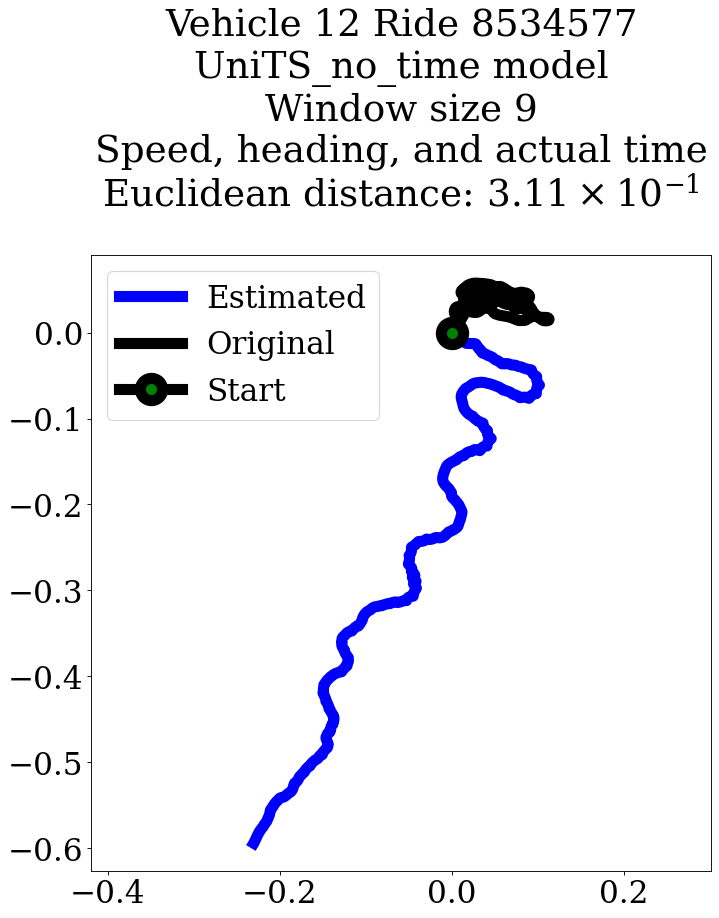 Vehicle 12 Ride 8534577
UniTS_no_time model
Window size 9
Speed, heading, and actual time
Euclidean distance: 3.11 × 10⁻¹
Estimated
Original
Start
0.0
−0.1
−0.2
−0.3
−0.4
−0.5
−0.6
−0.4
−0.2
0.0
0.2